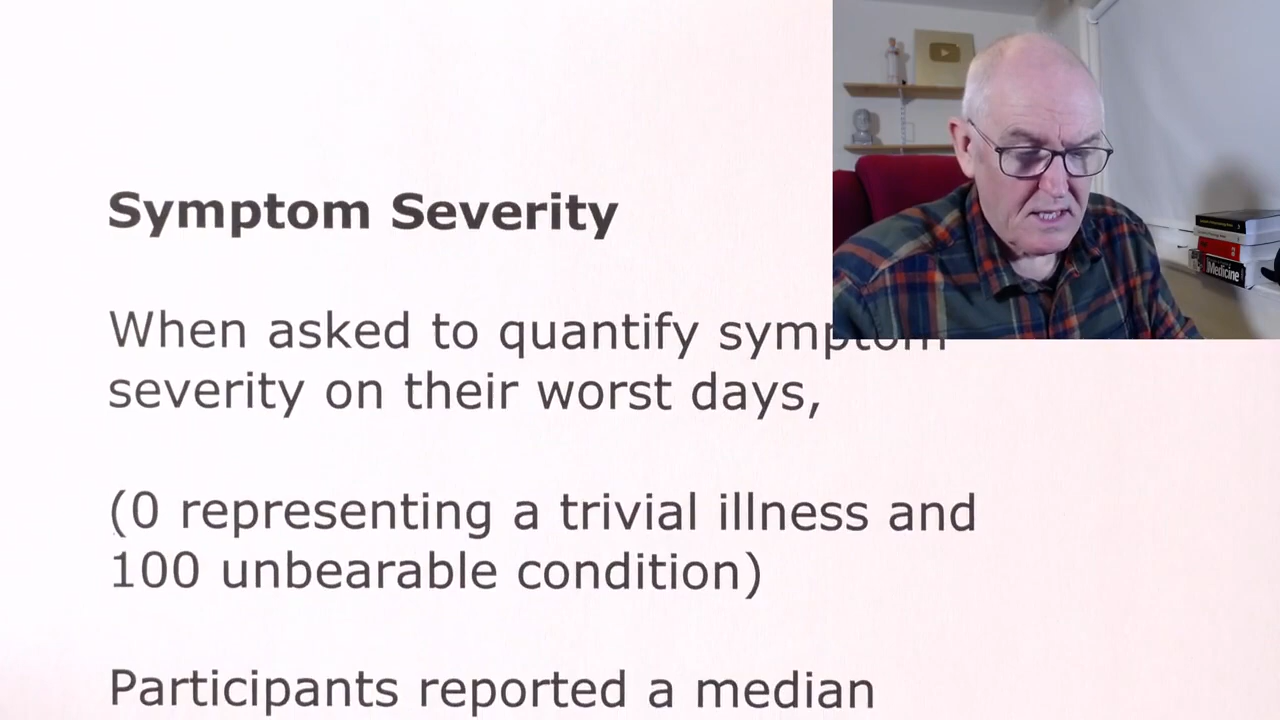 Symptom Severity
When asked to quantify symptom
severity on their worst days,
(0 representing a trivial illness and
100 unbearable condition)
Participants reported a median
Medicine